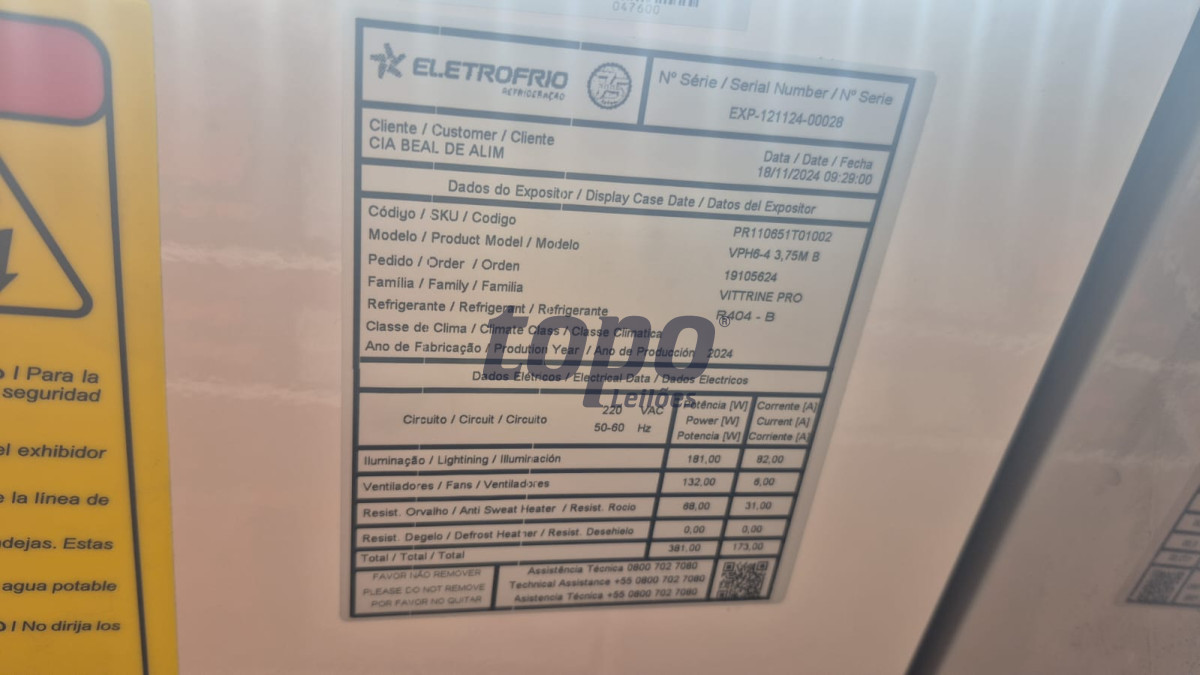 047600
ELETROFRIO
REFRIGERAÇÃO
75
Nº Série / Serial Number / Nº Serie
EXP-121124-00028
Cliente / Customer / Cliente
CIA BEAL DE ALIM
Data / Date / Fecha
18/11/2024 09:29:00
Dados do Expositor / Display Case Date / Datos del Expositor
Código / SKU / Codigo PR110651T01002
Modelo / Product Model / Modelo VPH6-4 3,75M B
Pedido / Order / Orden 19105624
Família / Family / Familia VITTRINE PRO
Refrigerante / Refrigerant / Refrigerante R404 - B
Classe de Clima / Climate Class / Classe Climatica
Ano de Fabricação / Prodution Year / Ano de Producción 2024
topo®
Leilões
Dados Elétricos / Electrical Data / Dados Electricos
Circuito / Circuit / Circuito
220 VAC
50-60 Hz
Potência [W]
Power [W]
Potencia [W]
Corrente [A]
Current [A]
Corriente [A]
Iluminação / Lightining / Illuminación 181,00 82,00
Ventiladores / Fans / Ventiladores 132,00 8,00
Resist. Orvalho / Anti Sweat Heater / Resist. Rocio 68,00 31,00
Resist. Degelo / Defrost Heather / Resist. Desehielo 0,00 0,00
Total / Total / Total 381,00 173,00
FAVOR NÃO REMOVER
PLEASE DO NOT REMOVE
POR FAVOR NO QUITAR
Assistência Técnica 0800 702 7080
Technical Assistance +55 0800 702 7080
Asistencia Técnica +55 0800 702 7080
I Para la
seguridad
el exhibidor
la linea de
Estas
agua potable
I No dirija los